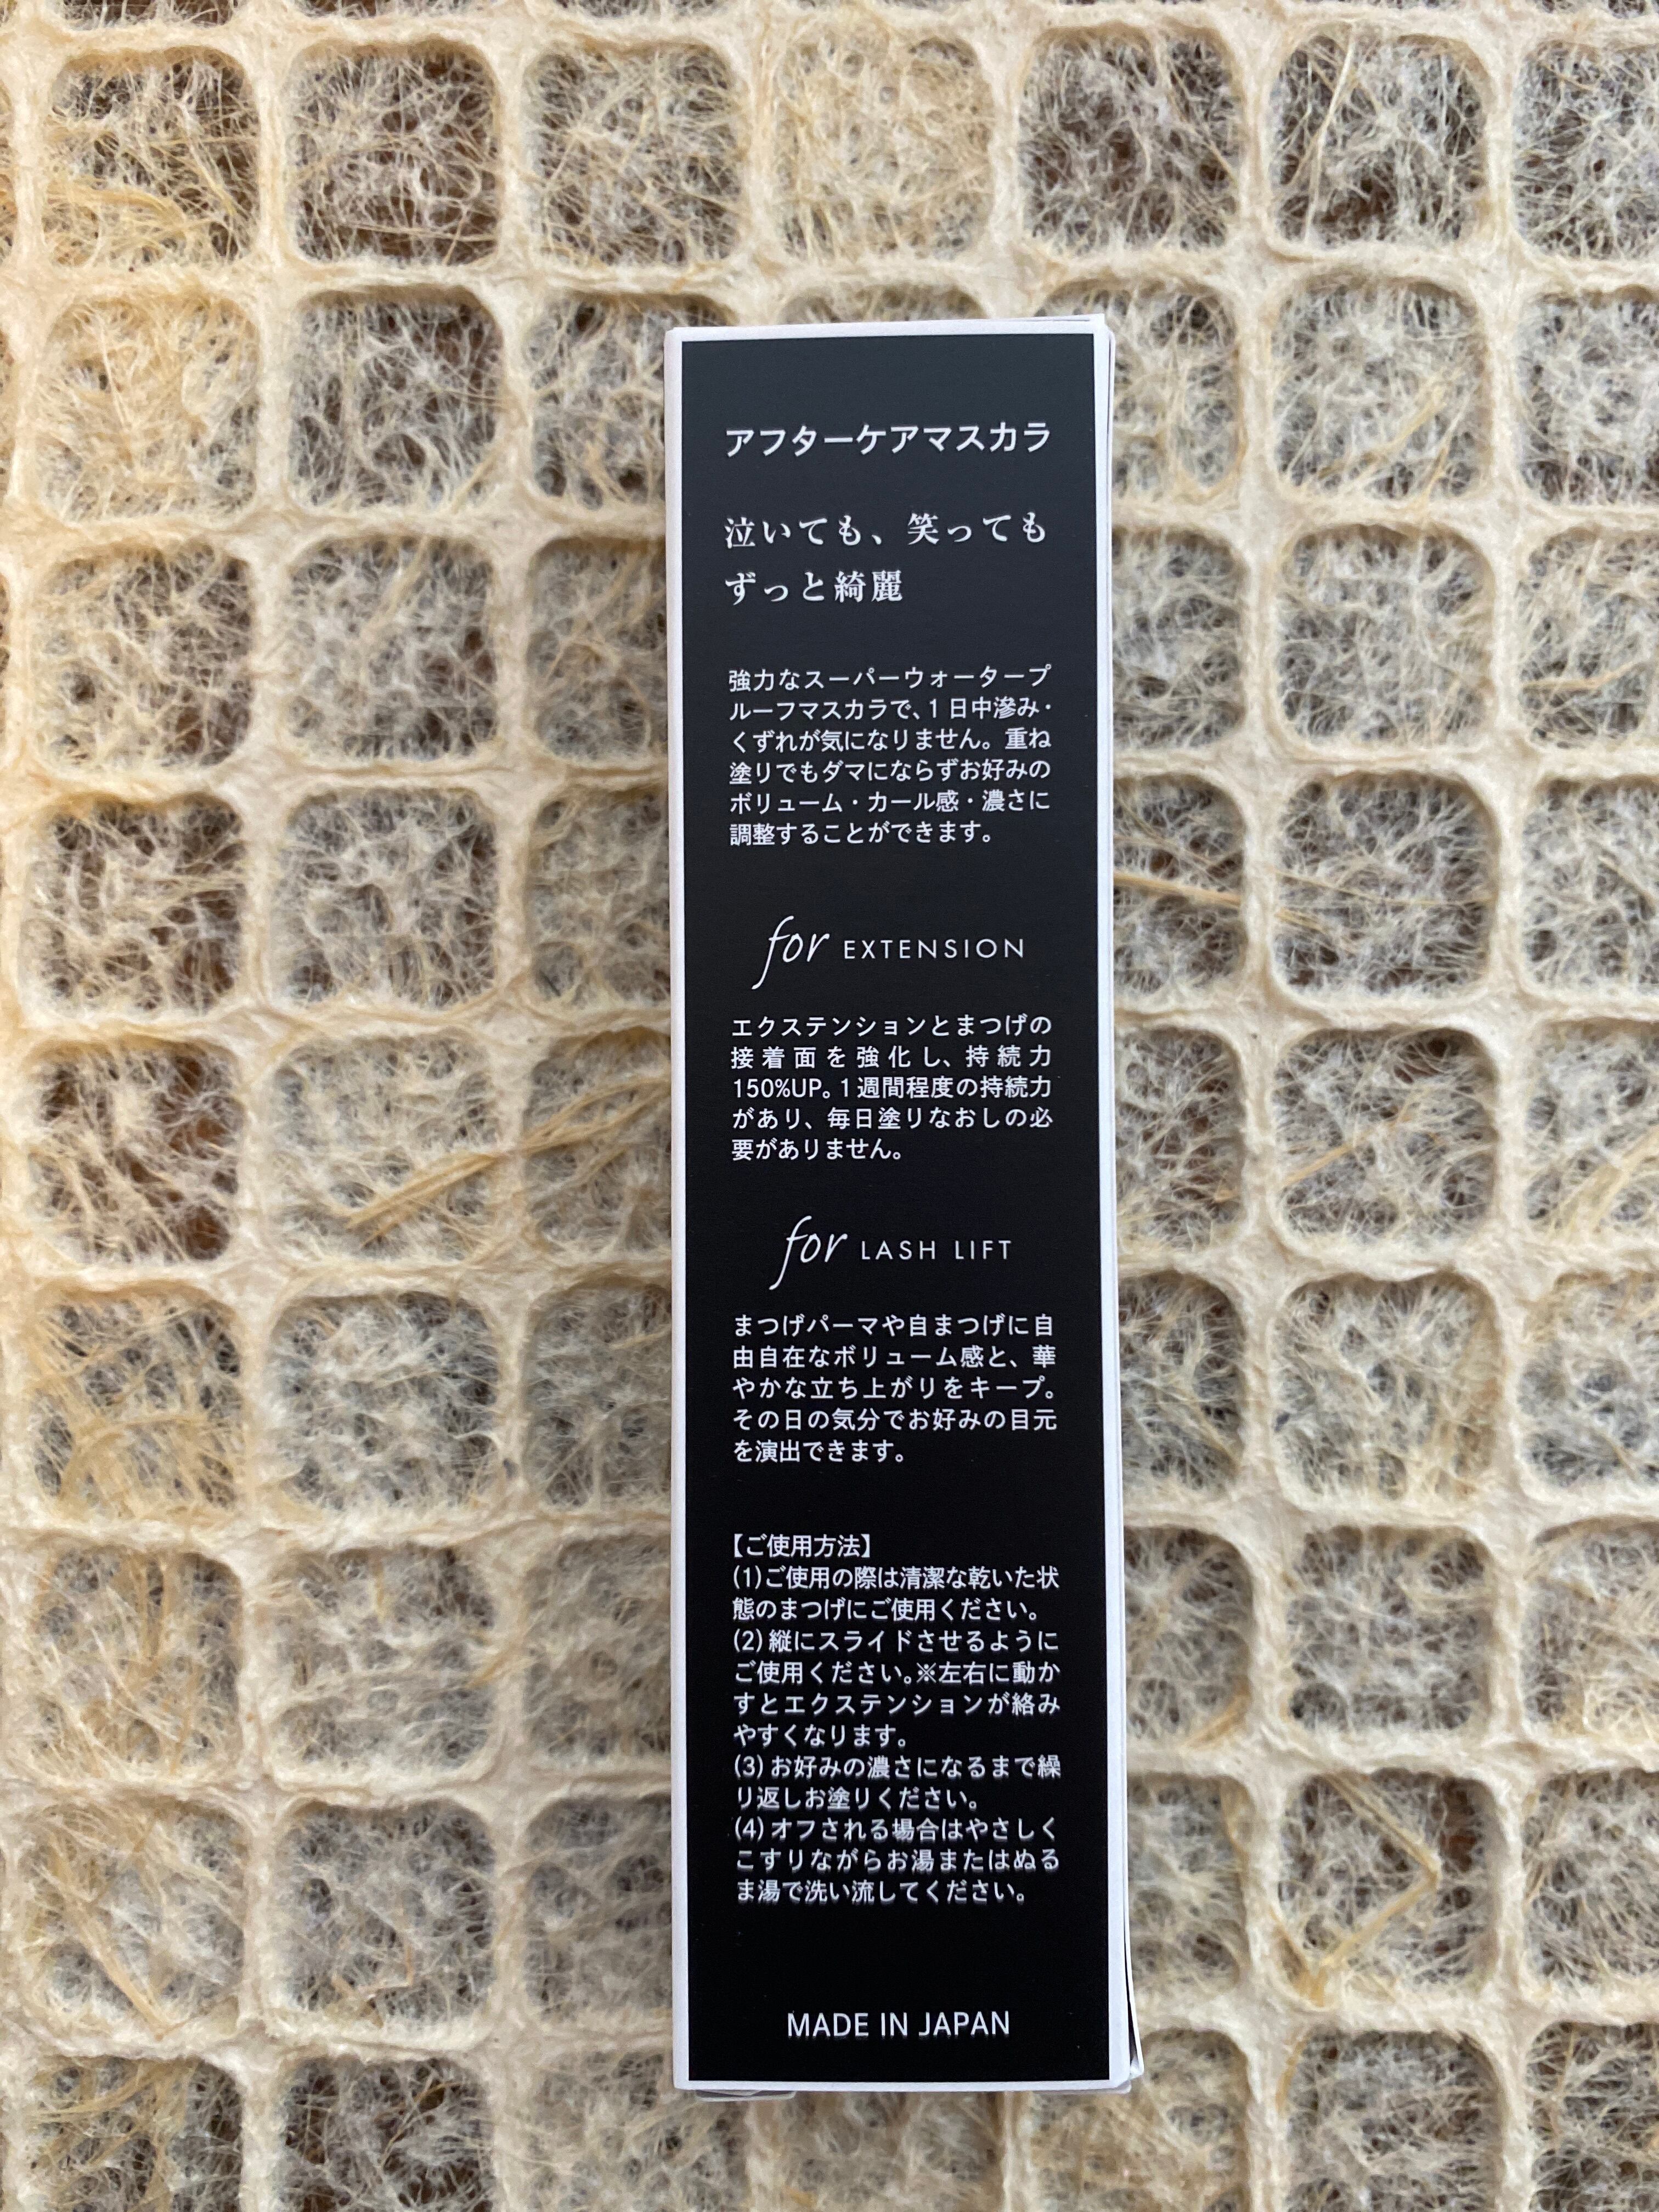 アフターケアマスカラ
泣いても、笑っても
ずっと綺麗
強力なスーパーウォータープ
ルーフマスカラで、1日中滲み・
くずれが気になりません。重ね
塗りでもダマにならずお好みの
ボリューム・カール感・濃さに
調整することができます。
for EXTENSION
エクステンションとまつげの
接着面を強化し、持続力
150%UP。1週間程度の持続力
があり、毎日塗りなおしの必
要がありません。
for LASH LIFT
まつげパーマや自まつげに自
由自在なボリューム感と、華
やかな立ち上がりをキープ。
その日の気分でお好みの目元
を演出できます。
【ご使用方法】
(1)ご使用の際は清潔な乾いた状
態のまつげにご使用ください。
(2)縦にスライドさせるように
ご使用ください。※左右に動か
すとエクステンションが絡み
やすくなります。
(3)お好みの濃さになるまで繰
り返しお塗りください。
(4)オフされる場合はやさしく
こすりながらお湯またはぬる
ま湯で洗い流してください。
MADE IN JAPAN